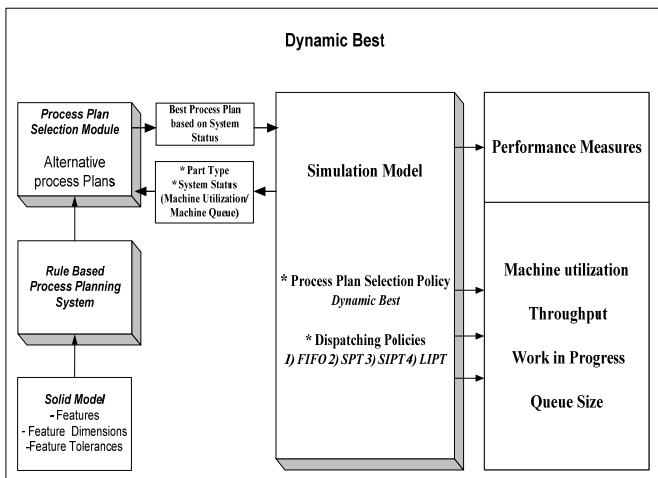 Dynamic Best
Process Plan
Selection Module
Alternative
process Plans
Best Process Plan
based on System
Status
* Part Type
* System Status
(Machine Utilization/
Machine Queue)
Rule Based
Process Planning
System
Solid Model
- Features
- Feature Dimensions
-Feature Tolerances
Simulation Model
* Process Plan Selection Policy
Dynamic Best
* Dispatching Policies
1) FIFO 2) SPT 3) SIPT 4) LIPT
Performance Measures
Machine utilization
Throughput
Work in Progress
Queue Size